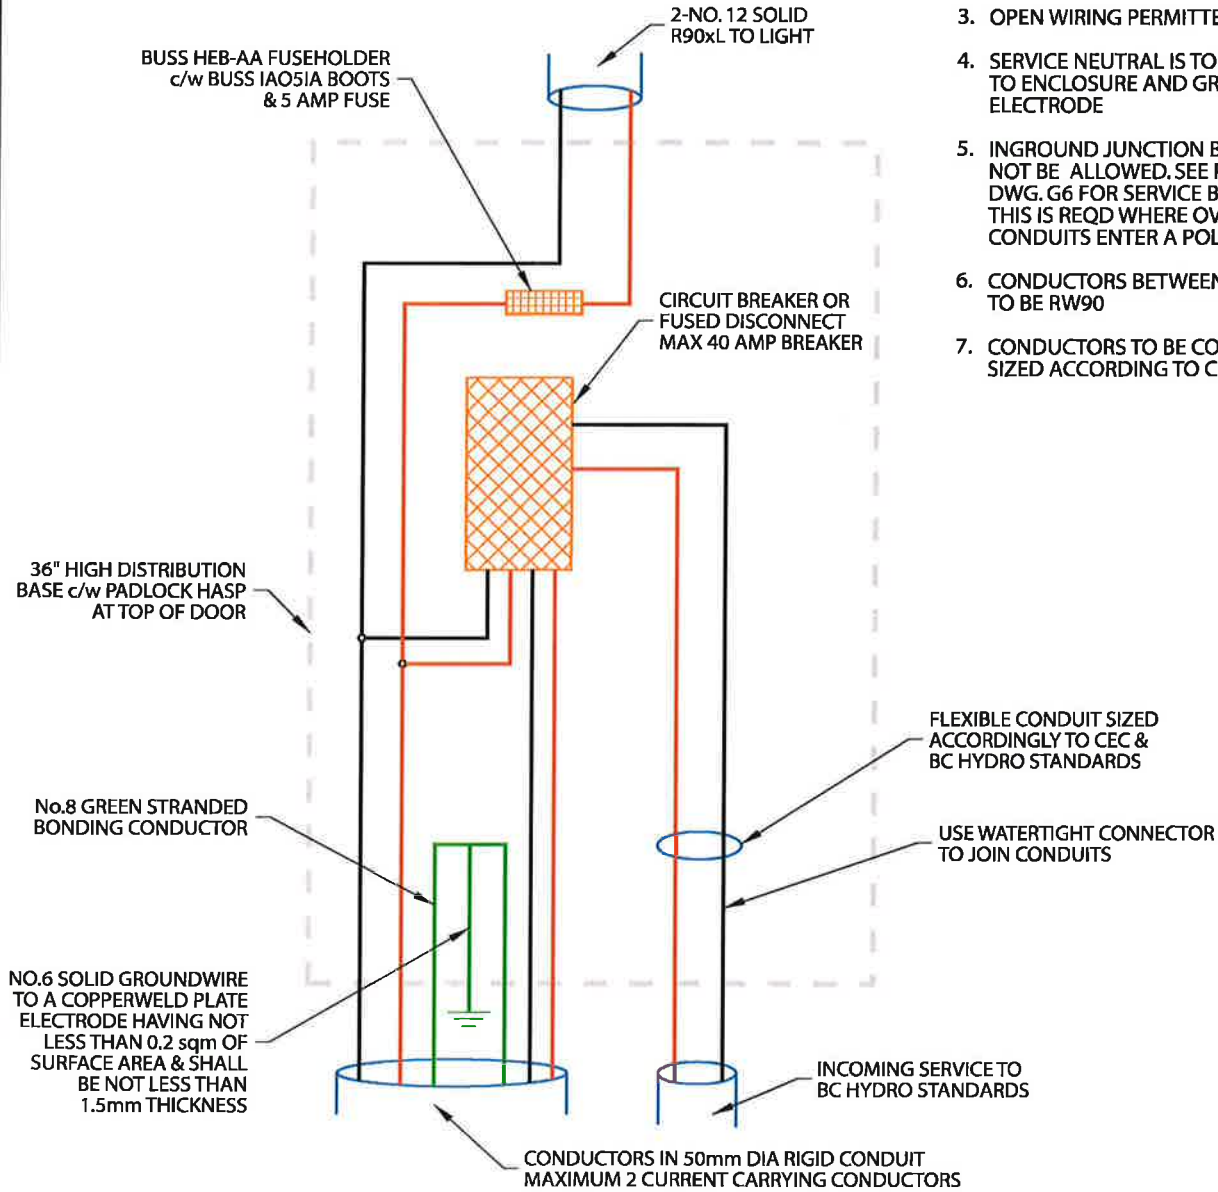 2-NO. 12 SOLID
R90xL TO LIGHT
BUSS HEB-AA FUSEHOLDER
c/w BUSS IAO5IA BOOTS
& 5 AMP FUSE
3. OPEN WIRING PERMITTE
4. SERVICE NEUTRAL IS TO
TO ENCLOSURE AND GR
ELECTRODE
5. INGROUND JUNCTION B
NOT BE ALLOWED. SEE
DWG. G6 FOR SERVICE B
THIS IS REQD WHERE OV
CONDUITS ENTER A POL
6. CONDUCTORS BETWEEN
TO BE RW90
7. CONDUCTORS TO BE CO
SIZED ACCORDING TO C
CIRCUIT BREAKER OR
FUSED DISCONNECT
MAX 40 AMP BREAKER
36" HIGH DISTRIBUTION
BASE c/w PADLOCK HASP
AT TOP OF DOOR
FLEXIBLE CONDUIT SIZED
ACCORDINGLY TO CEC &
BC HYDRO STANDARDS
No.8 GREEN STRANDED
BONDING CONDUCTOR
USE WATERTIGHT CONNECTOR
TO JOIN CONDUITS
NO.6 SOLID GROUNDWIRE
TO A COPPERWELD PLATE
ELECTRODE HAVING NOT
LESS THAN 0.2 sqm OF
SURFACE AREA & SHALL
BE NOT LESS THAN
1.5mm THICKNESS
INCOMING SERVICE TO
BC HYDRO STANDARDS
CONDUCTORS IN 50mm DIA RIGID CONDUIT
MAXIMUM 2 CURRENT CARRYING CONDUCTORS